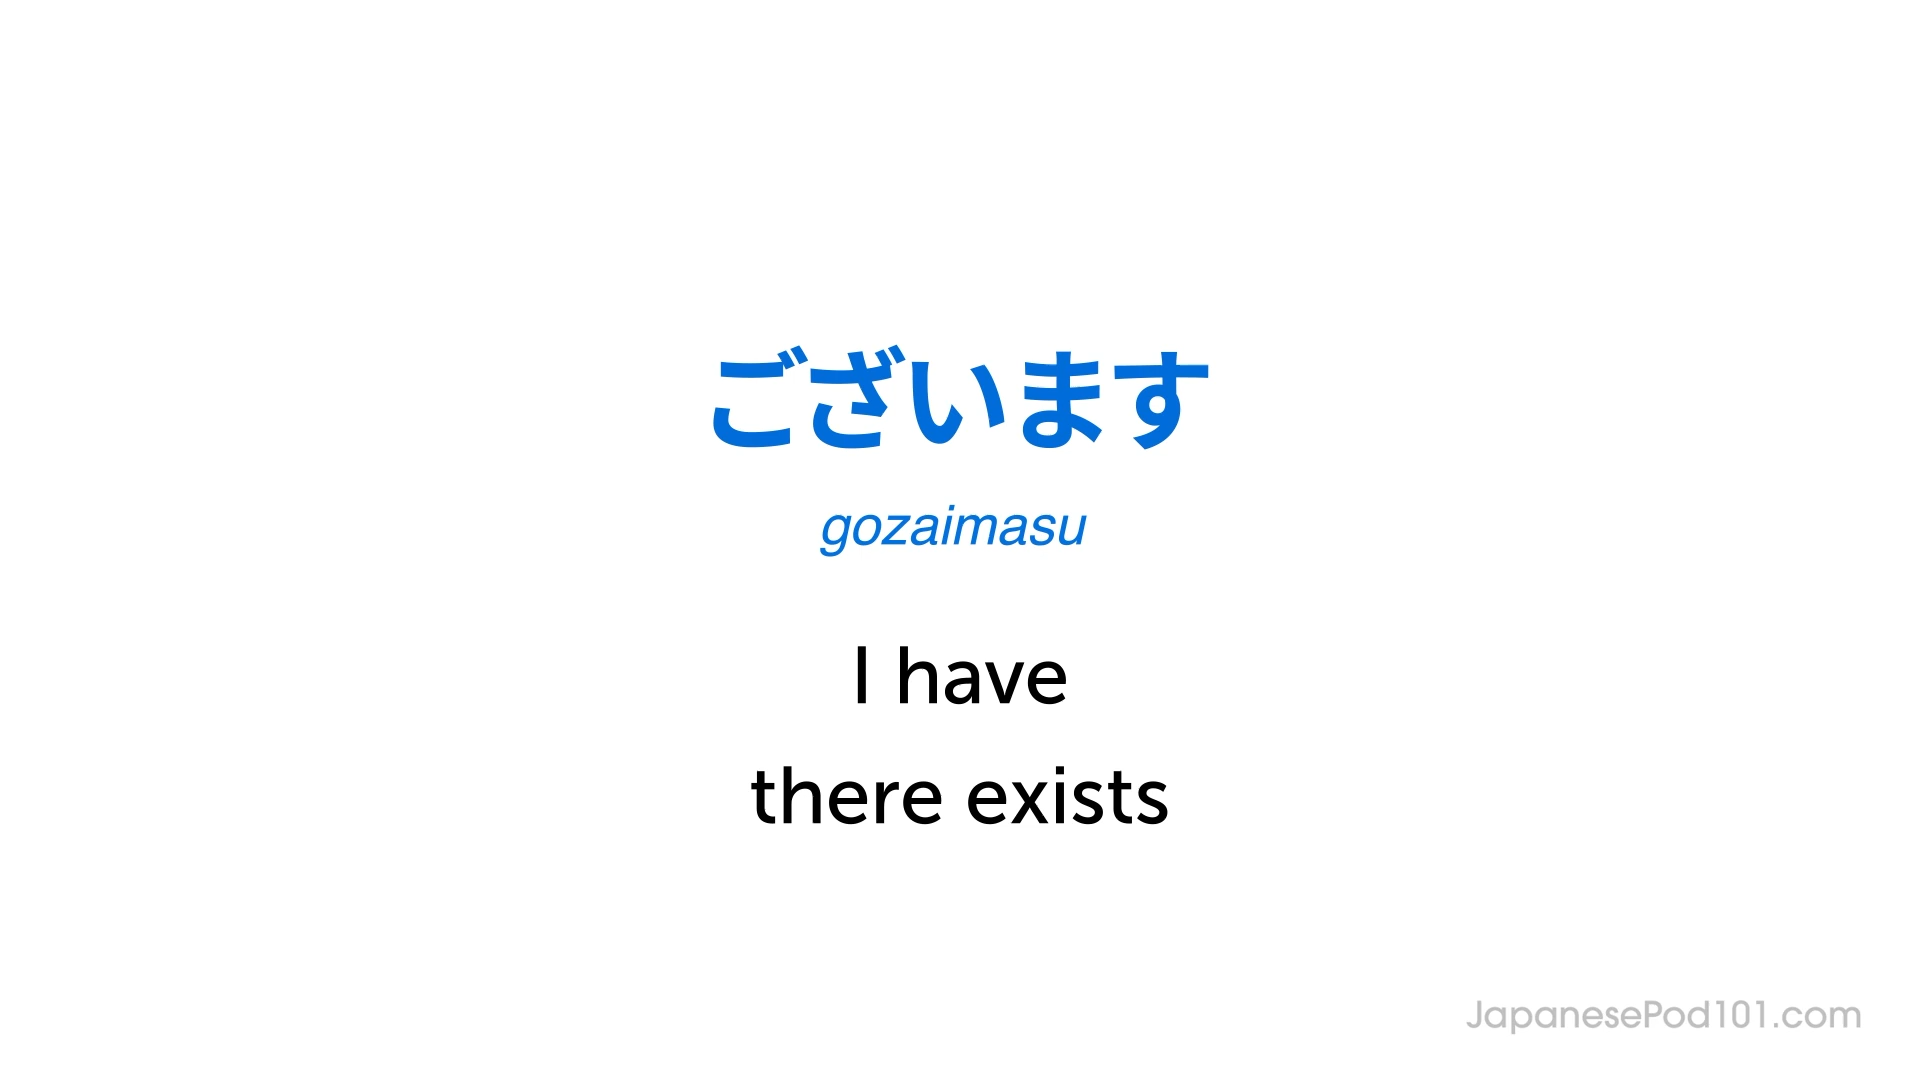 ございます
gozaimasu
I have
there exists
JapanesePod101.com